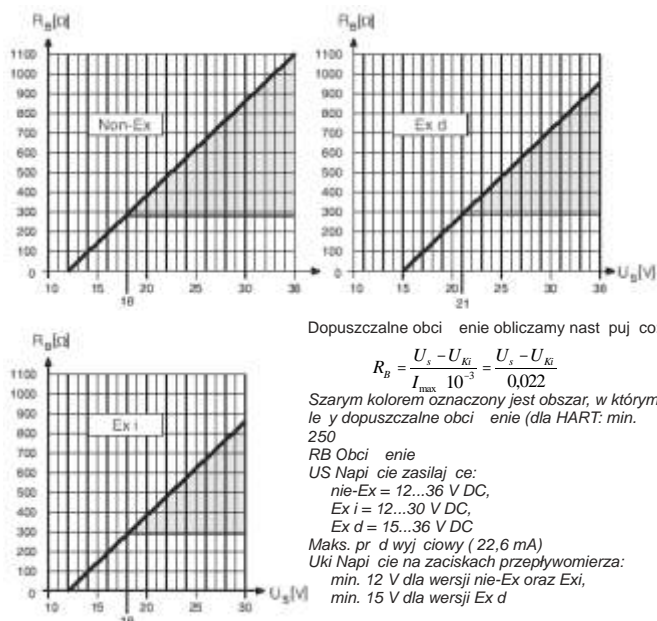 R_B[Ω]
1100
1000
900
800
700
600
500
400
300
200
100
0
Non-Ex
10 15 20 25 30 36
18
R_B[Ω]
1100
1000
900
800
700
600
500
400
300
200
100
0
Ex d
10 15 20 25 30 36
21
U_S[V]
R_B[Ω]
1100
1000
900
800
700
600
500
400
300
200
100
0
Ex i
10 15 20 25 30
18
U_S[V]
Dopuszczalne obci enie obliczamy nast puj co
R_B = (U_s − U_Ki) / (I_max 10^−3) = (U_s − U_Ki) / 0,022
Szarym kolorem oznaczony jest obszar, w którym
le y dopuszczalne obci enie (dla HART: min.
250
RB Obci enie
US Napi cie zasilaj ce:
nie-Ex = 12...36 V DC,
Ex i = 12...30 V DC,
Ex d = 15...36 V DC
Maks. pr d wyj ciowy ( 22,6 mA)
Uki Napi cie na zaciskach przepływomierza:
min. 12 V dla wersji nie-Ex oraz Exi,
min. 15 V dla wersji Ex d